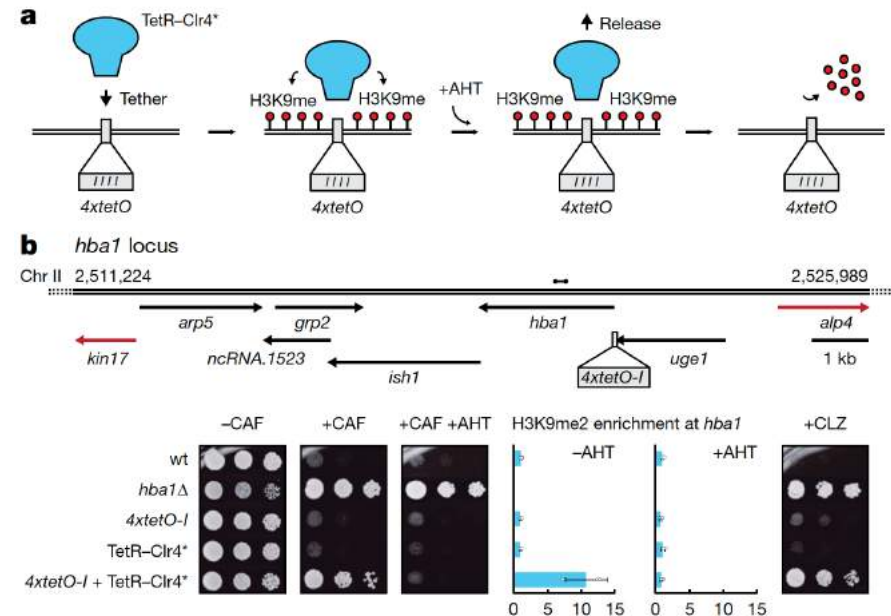 a
TetR–Clr4*
Tether
4xtetO
H3K9me H3K9me
4xtetO
+AHT
Release
H3K9me H3K9me
4xtetO
4xtetO
b hba1 locus
Chr II 2,511,224 2,525,989
arp5 grp2 hba1 alp4
kin17 ncRNA.1523 ish1 4xtetO-I uge1 1 kb
–CAF +CAF +CAF +AHT H3K9me2 enrichment at hba1 +CLZ
–AHT +AHT
wt
hba1Δ
4xtetO-I
TetR–Clr4*
4xtetO-I + TetR–Clr4*
0 5 10 15 0 5 10 15